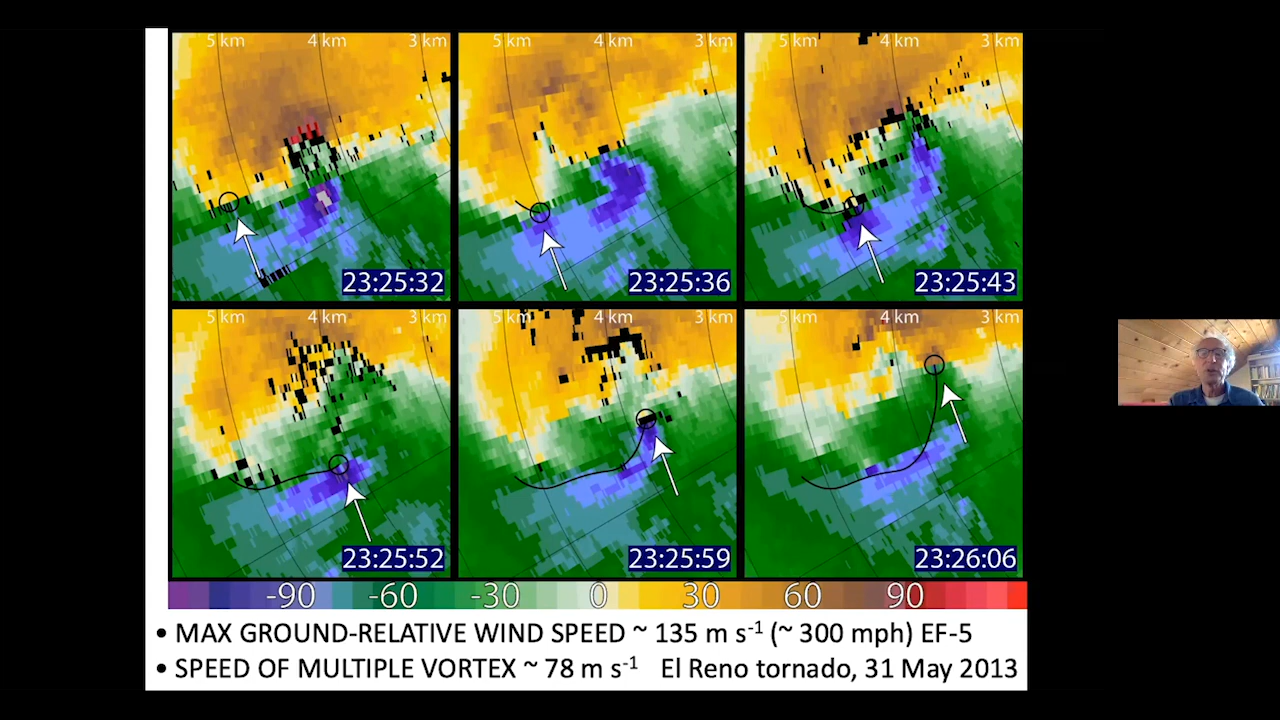 5 km 4 km 3 km
5 km 4 km 3 km
5 km 4 km 3 km
23:25:32
23:25:36
23:25:43
5 km 4 km 3 km
5 km 4 km 3 km
5 km 4 km 3 km
23:25:52
23:25:59
23:26:06
-90 -60 -30 0 30 60 90
• MAX GROUND-RELATIVE WIND SPEED ~ 135 m s⁻¹ (~ 300 mph) EF-5
• SPEED OF MULTIPLE VORTEX ~ 78 m s⁻¹ El Reno tornado, 31 May 2013